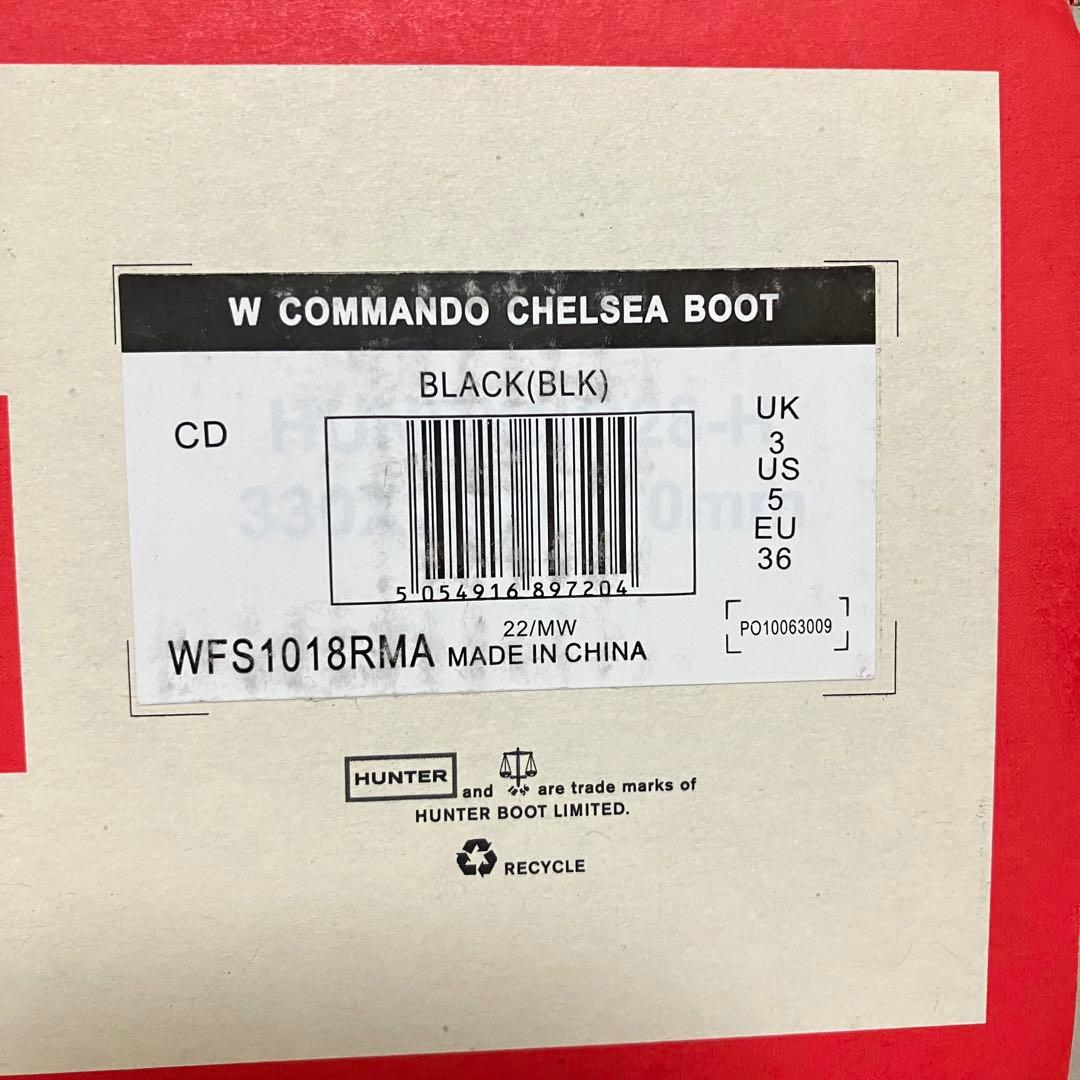 W COMMANDO CHELSEA BOOT
BLACK(BLK)
CD
UK
3
US
5
EU
36
5 054916 897204
22/MW
WFS1018RMA MADE IN CHINA
PO10063009
HUNTER and are trade marks of
HUNTER BOOT LIMITED.
RECYCLE